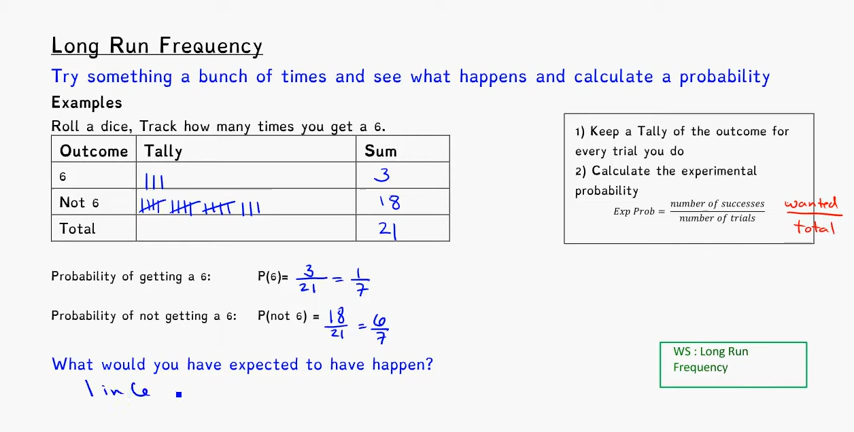 Long Run Frequency
Try something a bunch of times and see what happens and calculate a probability
Examples
Roll a dice, Track how many times you get a 6.
Outcome Tally Sum
6 ||| 3
Not 6 |||| |||| |||| ||| 18
Total 21
1) Keep a Tally of the outcome for
every trial you do
2) Calculate the experimental
probability
Exp Prob = number of successes / number of trials
wanted / total
Probability of getting a 6: P(6)= 3/21 = 1/7
Probability of not getting a 6: P(not 6) = 18/21 = 6/7
What would you have expected to have happen?
1 in 6
WS : Long Run
Frequency